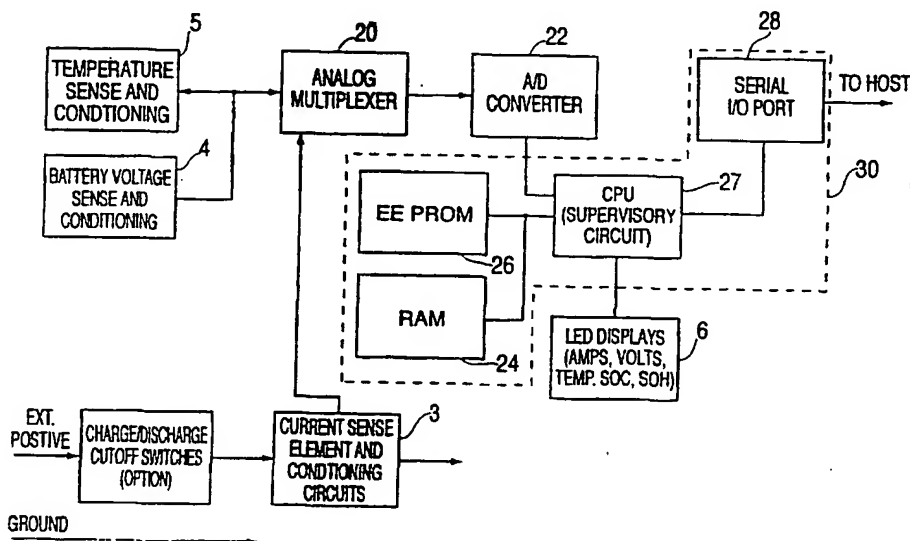 5
TEMPERATURE
SENSE AND
CONDTIONING
4
BATTERY VOLTAGE
SENSE AND
CONDITIONING
20
ANALOG
MULTIPLEXER
22
A/D
CONVERTER
28
SERIAL
I/O PORT
TO HOST
30
EE PROM
26
RAM
24
CPU
(SUPERVISORY
CIRCUIT)
27
LED DISPLAYS
(AMPS, VOLTS,
TEMP. SOC, SOH)
6
EXT.
POSTIVE
CHARGE/DISCHARGE
CUTOFF SWITCHES
(OPTION)
CURRENT SENSE
ELEMENT AND
CONDTIONING
CIRCUITS
3
GROUND